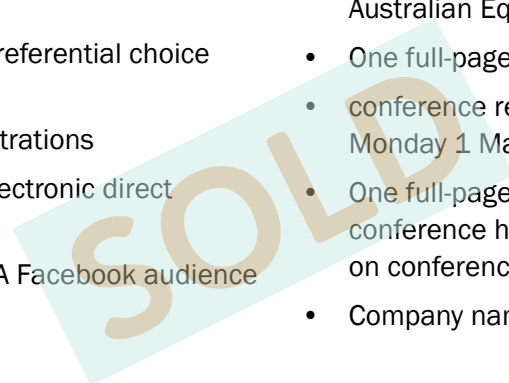 referential choice
trations
ectronic direct
A Facebook audience
Australian Eq
• One full-page
• conference re
Monday 1 Ma
• One full-page
conference h
on conferenc
• Company nar
SOLD